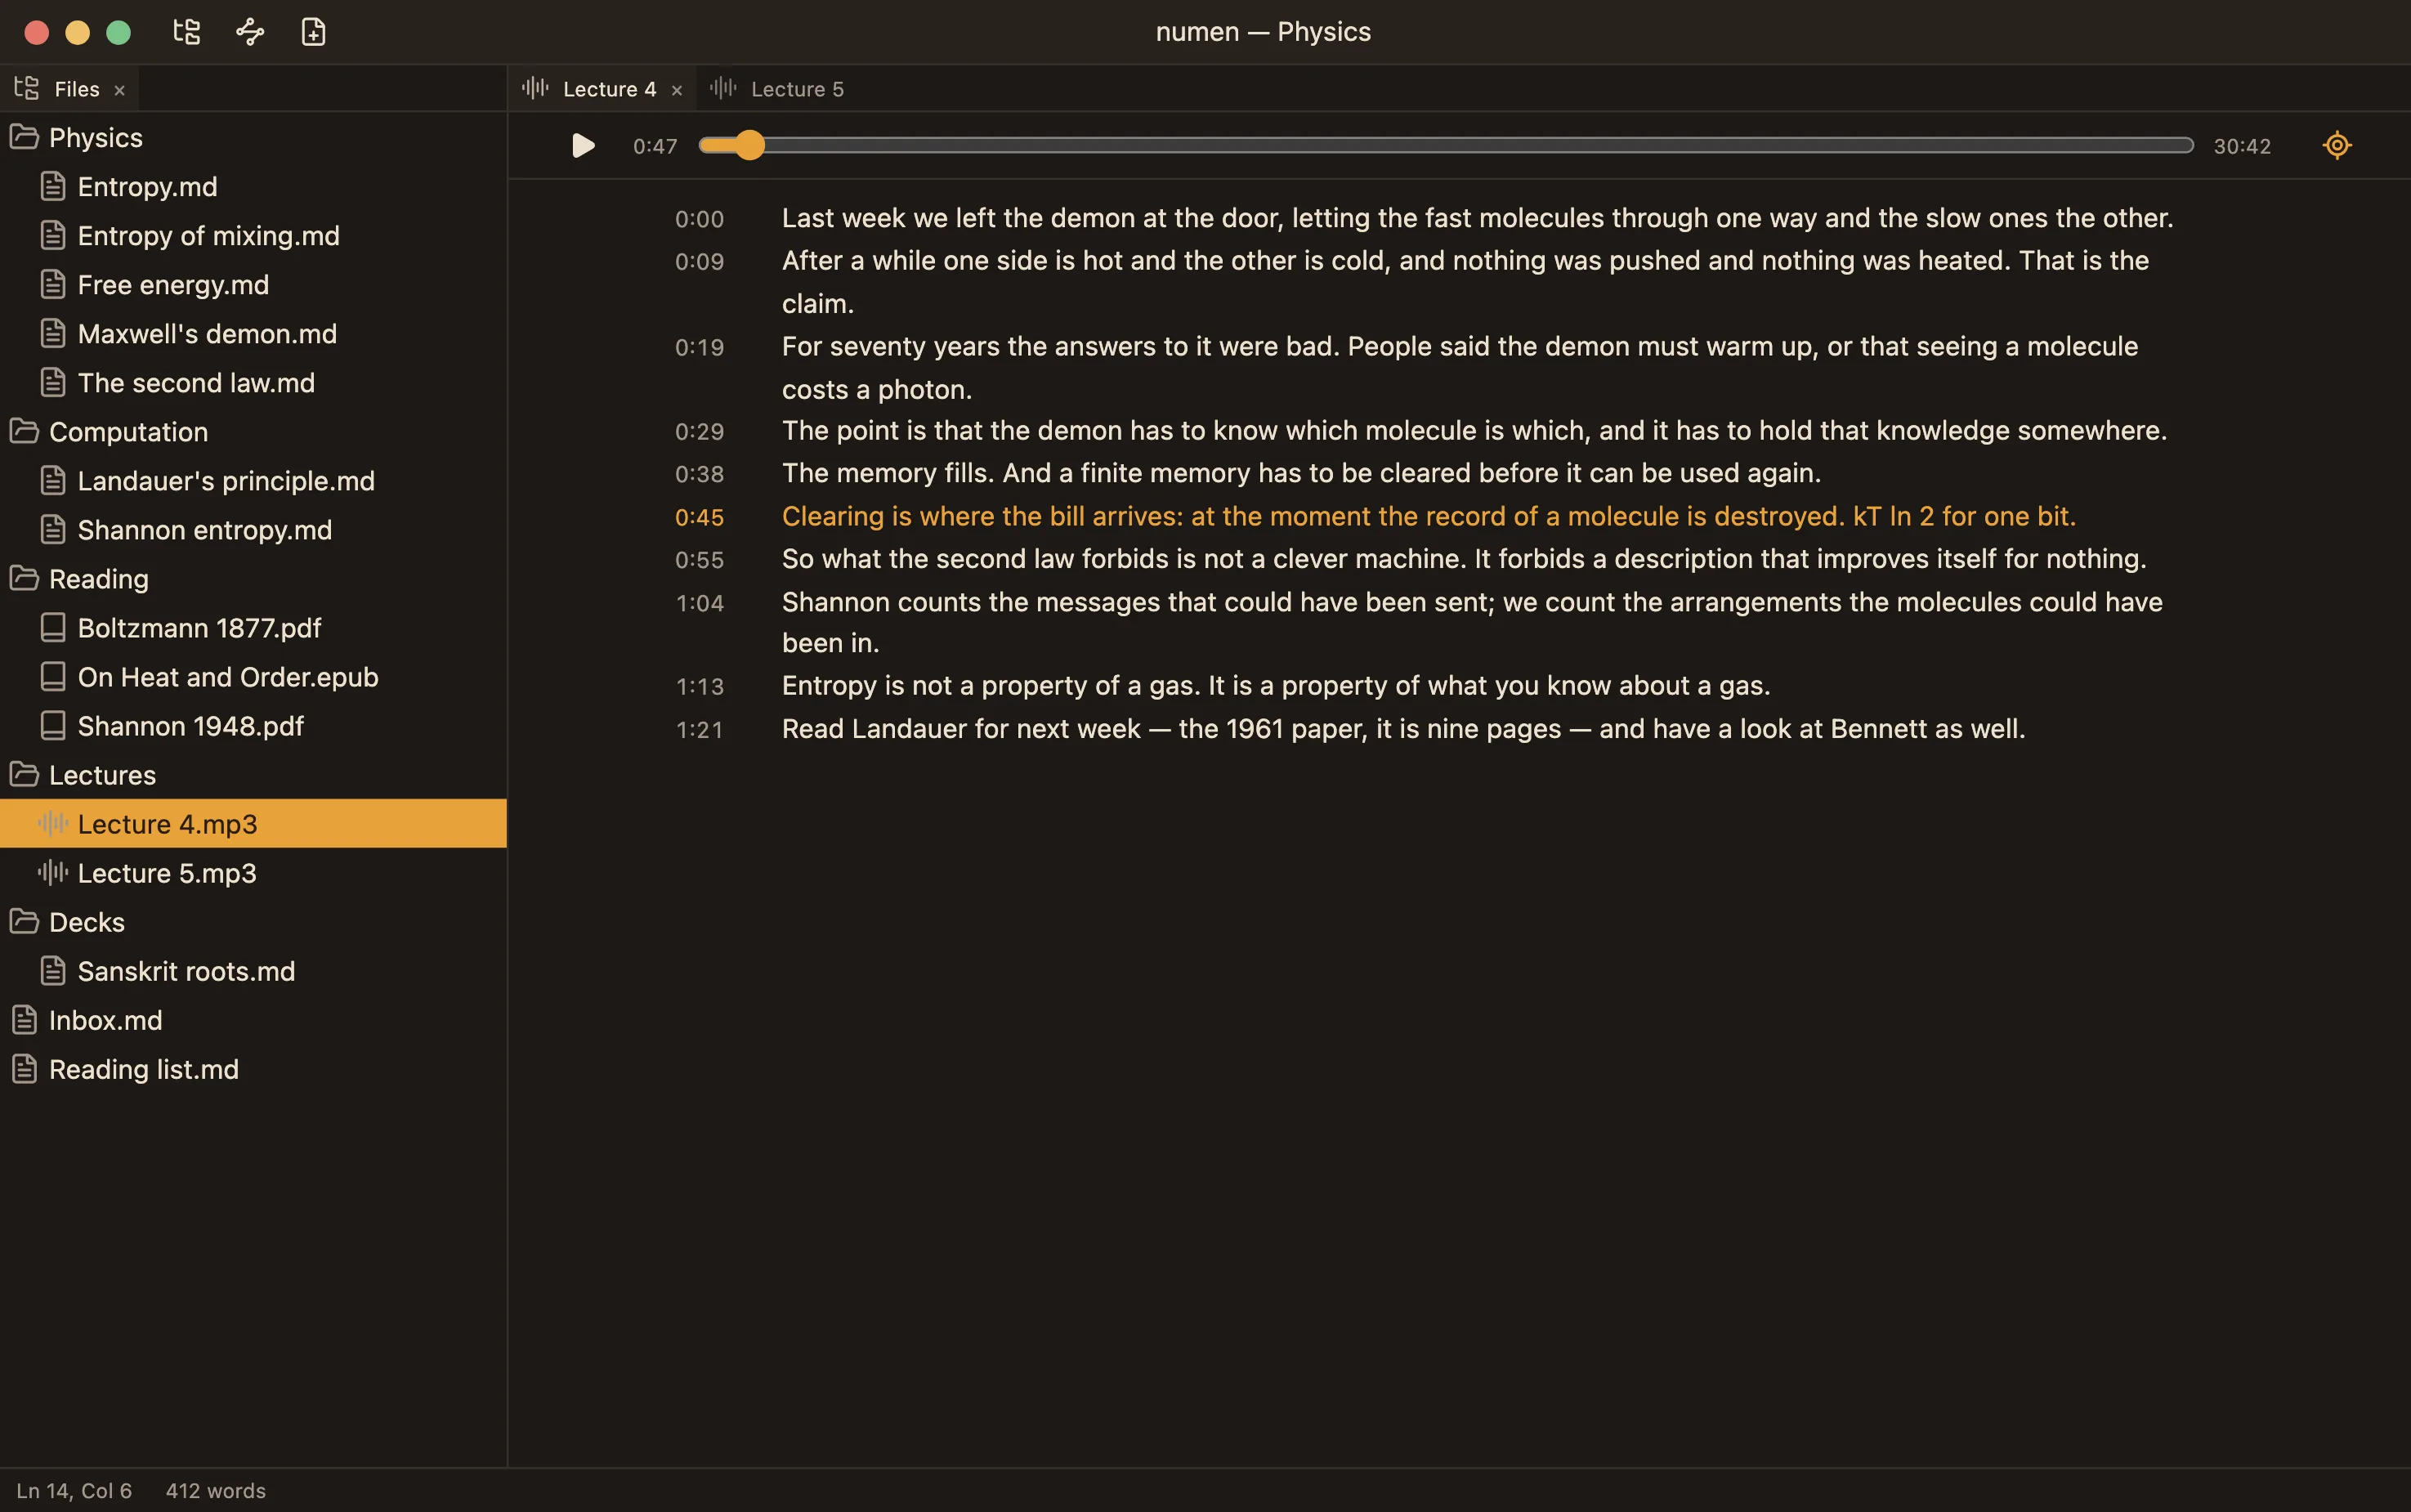 numen — Physics
Files ×
Lecture 4 ×
Lecture 5
Physics
Entropy.md
Entropy of mixing.md
Free energy.md
Maxwell's demon.md
The second law.md
Computation
Landauer's principle.md
Shannon entropy.md
Reading
Boltzmann 1877.pdf
On Heat and Order.epub
Shannon 1948.pdf
Lectures
Lecture 4.mp3
Lecture 5.mp3
Decks
Sanskrit roots.md
Inbox.md
Reading list.md
0:47
30:42
0:00 Last week we left the demon at the door, letting the fast molecules through one way and the slow ones the other.
0:09 After a while one side is hot and the other is cold, and nothing was pushed and nothing was heated. That is the
claim.
0:19 For seventy years the answers to it were bad. People said the demon must warm up, or that seeing a molecule
costs a photon.
0:29 The point is that the demon has to know which molecule is which, and it has to hold that knowledge somewhere.
0:38 The memory fills. And a finite memory has to be cleared before it can be used again.
0:45 Clearing is where the bill arrives: at the moment the record of a molecule is destroyed. kT ln 2 for one bit.
0:55 So what the second law forbids is not a clever machine. It forbids a description that improves itself for nothing.
1:04 Shannon counts the messages that could have been sent; we count the arrangements the molecules could have
been in.
1:13 Entropy is not a property of a gas. It is a property of what you know about a gas.
1:21 Read Landauer for next week — the 1961 paper, it is nine pages — and have a look at Bennett as well.
Ln 14, Col 6
412 words